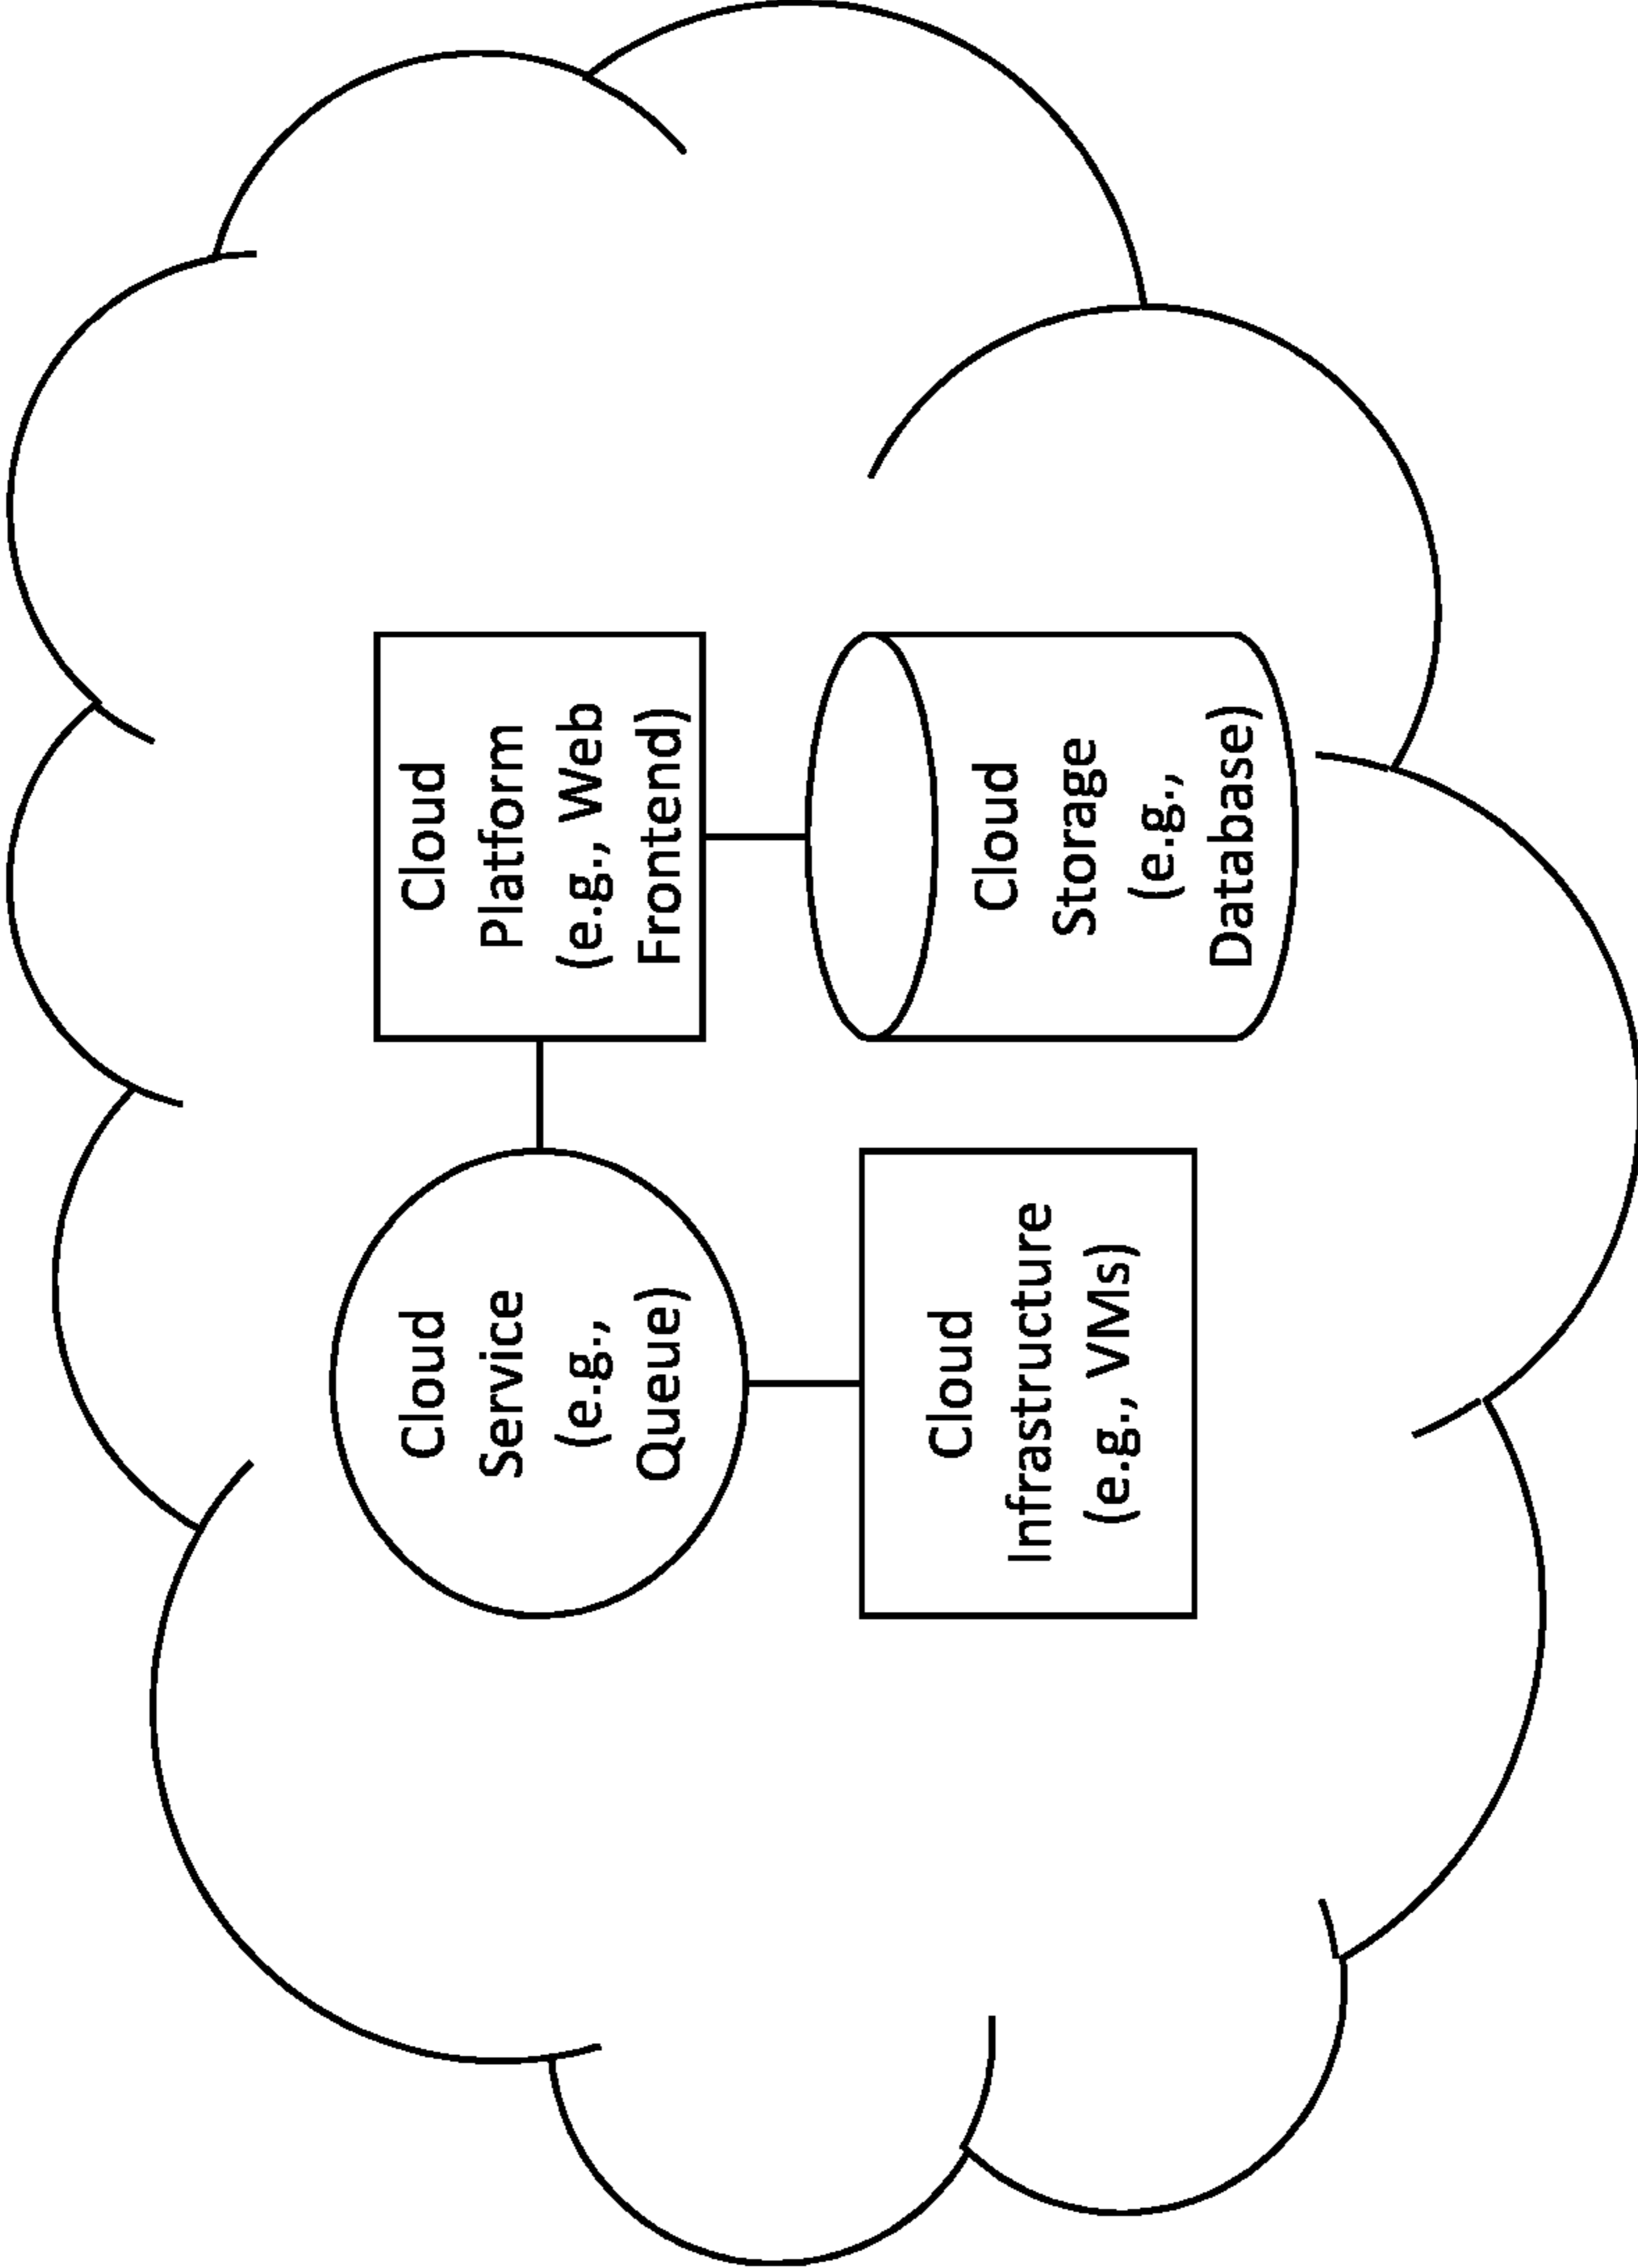 Cloud
Service
(e.g.,
Queue)
Cloud
Platform
(e.g., Web
Frontend)
Cloud
Infrastructure
(e.g., VMs)
Cloud
Storage
(e.g.,
Database)